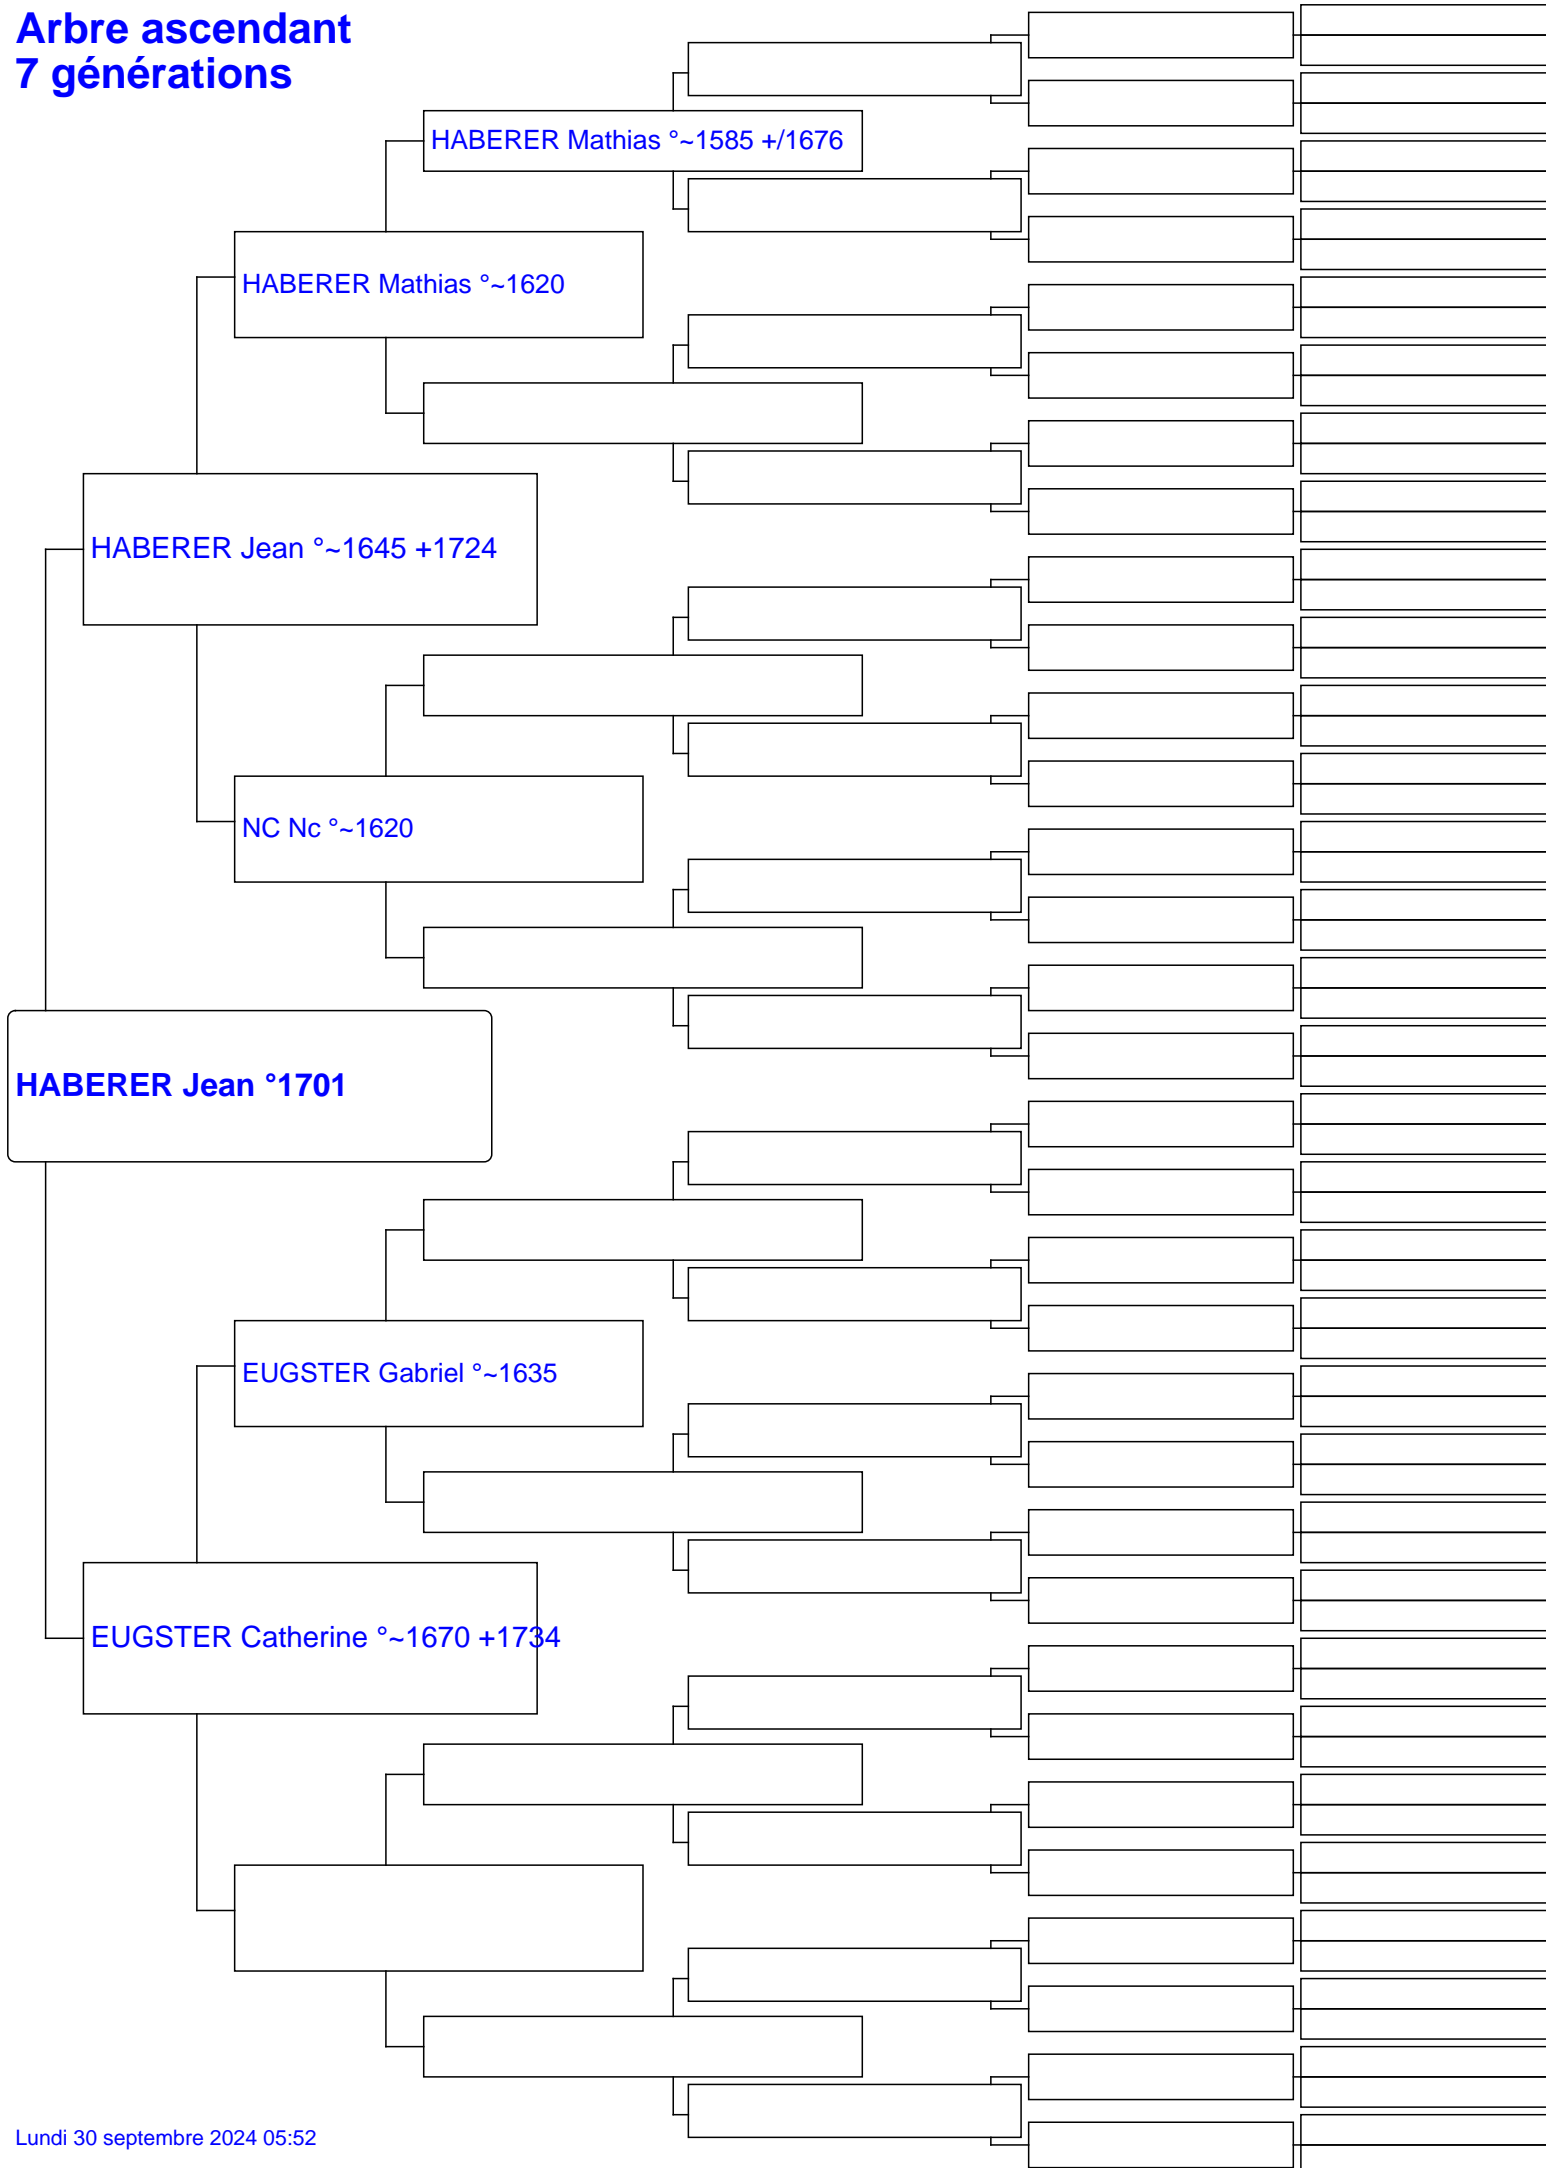 Arbre ascendant
7 générations
HABERER Mathias °~1585 +/1676
HABERER Mathias °~1620
HABERER Jean °~1645 +1724
NC Nc °~1620
HABERER Jean °1701
EUGSTER Gabriel °~1635
EUGSTER Catherine °~1670 +1734
Lundi 30 septembre 2024 05:52